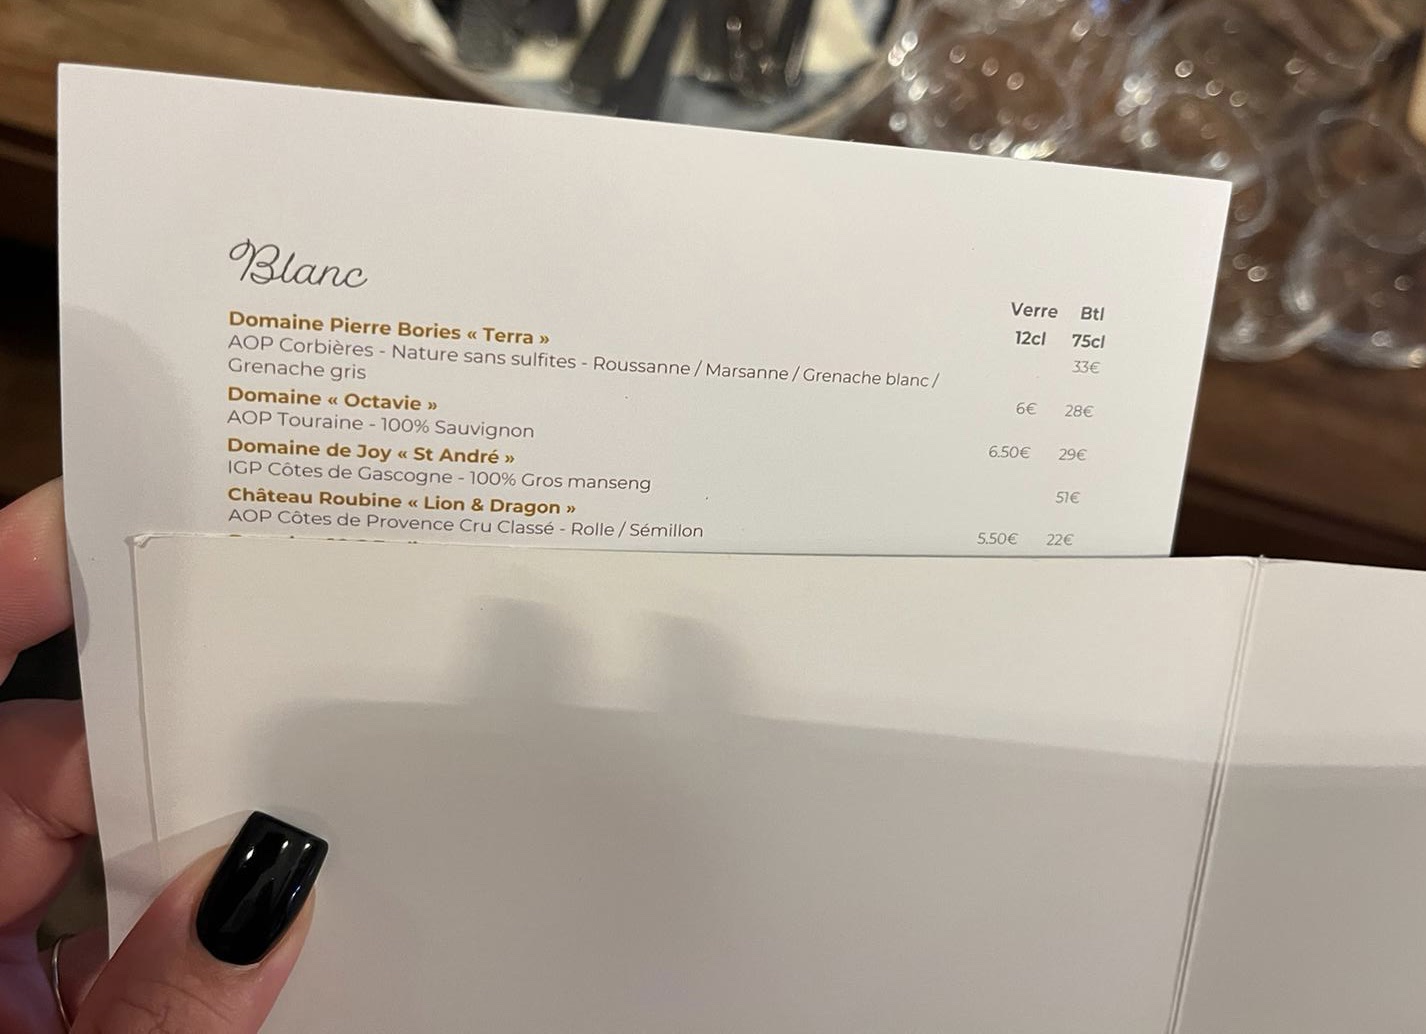 Blanc
Verre Btl
12cl 75cl
Domaine Pierre Bories « Terra »
33€
AOP Corbières - Nature sans sulfites - Roussanne / Marsanne / Grenache blanc /
Grenache gris
Domaine « Octavie »
6€ 28€
AOP Touraine - 100% Sauvignon
Domaine de Joy « St André »
6.50€ 29€
IGP Côtes de Gascogne - 100% Gros manseng
Château Roubine « Lion & Dragon »
51€
AOP Côtes de Provence Cru Classé - Rolle / Sémillon
5.50€ 22€